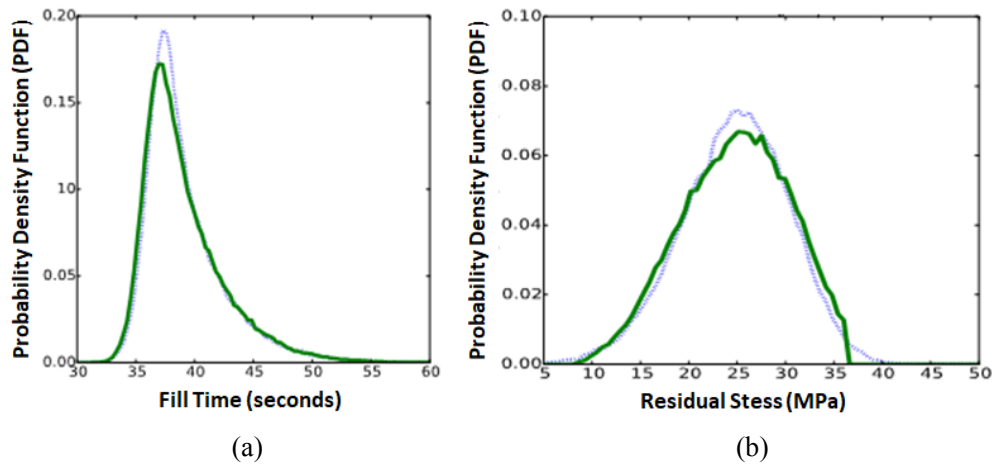 Probability Density Function (PDF)
0.20
0.15
0.10
0.05
0.00
30 35 40 45 50 55 60
Fill Time (seconds)
(a)
Probability Density Function (PDF)
0.10
0.08
0.06
0.04
0.02
0.00
5 10 15 20 25 30 35 40 45 50
Residual Stess (MPa)
(b)